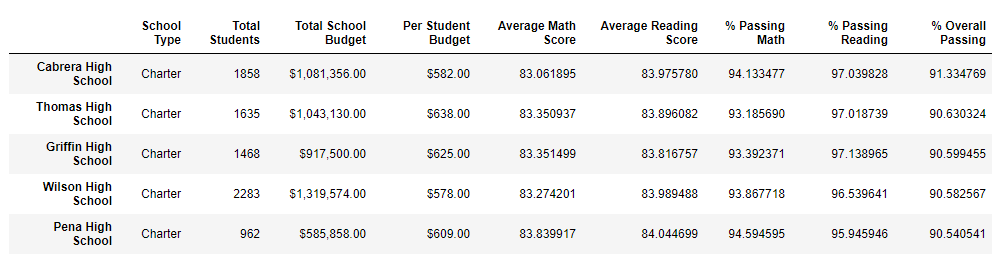 School Type Total Students Total School Budget Per Student Budget Average Math Score Average Reading Score % Passing Math % Passing Reading % Overall Passing
Cabrera High School Charter 1858 $1,081,356.00 $582.00 83.061895 83.975780 94.133477 97.039828 91.334769
Thomas High School Charter 1635 $1,043,130.00 $638.00 83.350937 83.896082 93.185690 97.018739 90.630324
Griffin High School Charter 1468 $917,500.00 $625.00 83.351499 83.816757 93.392371 97.138965 90.599455
Wilson High School Charter 2283 $1,319,574.00 $578.00 83.274201 83.989488 93.867718 96.539641 90.582567
Pena High School Charter 962 $585,858.00 $609.00 83.839917 84.044699 94.594595 95.945946 90.540541